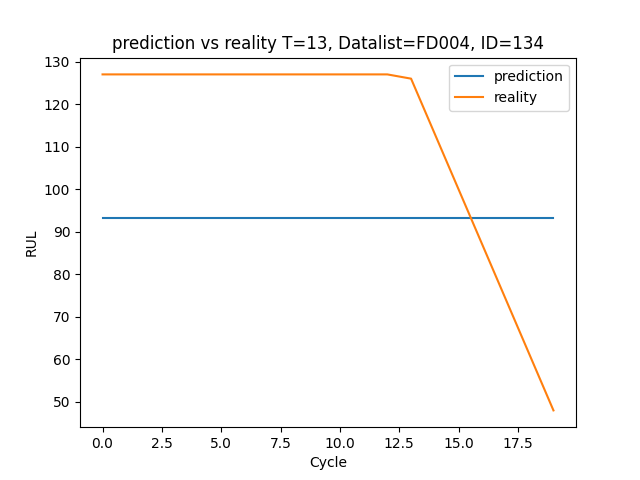 prediction vs reality T=13, Datalist=FD004, ID=134
prediction
reality
130
120
110
100
90
80
70
60
50
RUL
0.0 2.5 5.0 7.5 10.0 12.5 15.0 17.5
Cycle